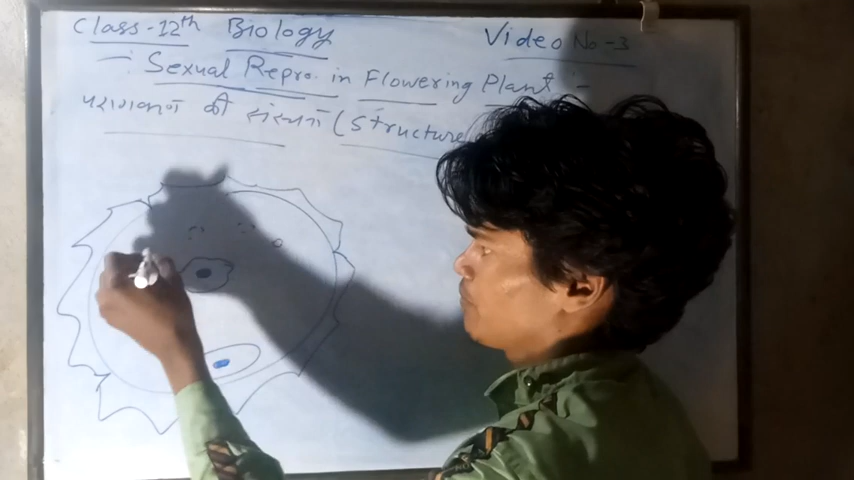 Class-12th Biology Video No-3
-: Sexual Repro. in Flowering Plant :-
परागकण की संरचना (Structure